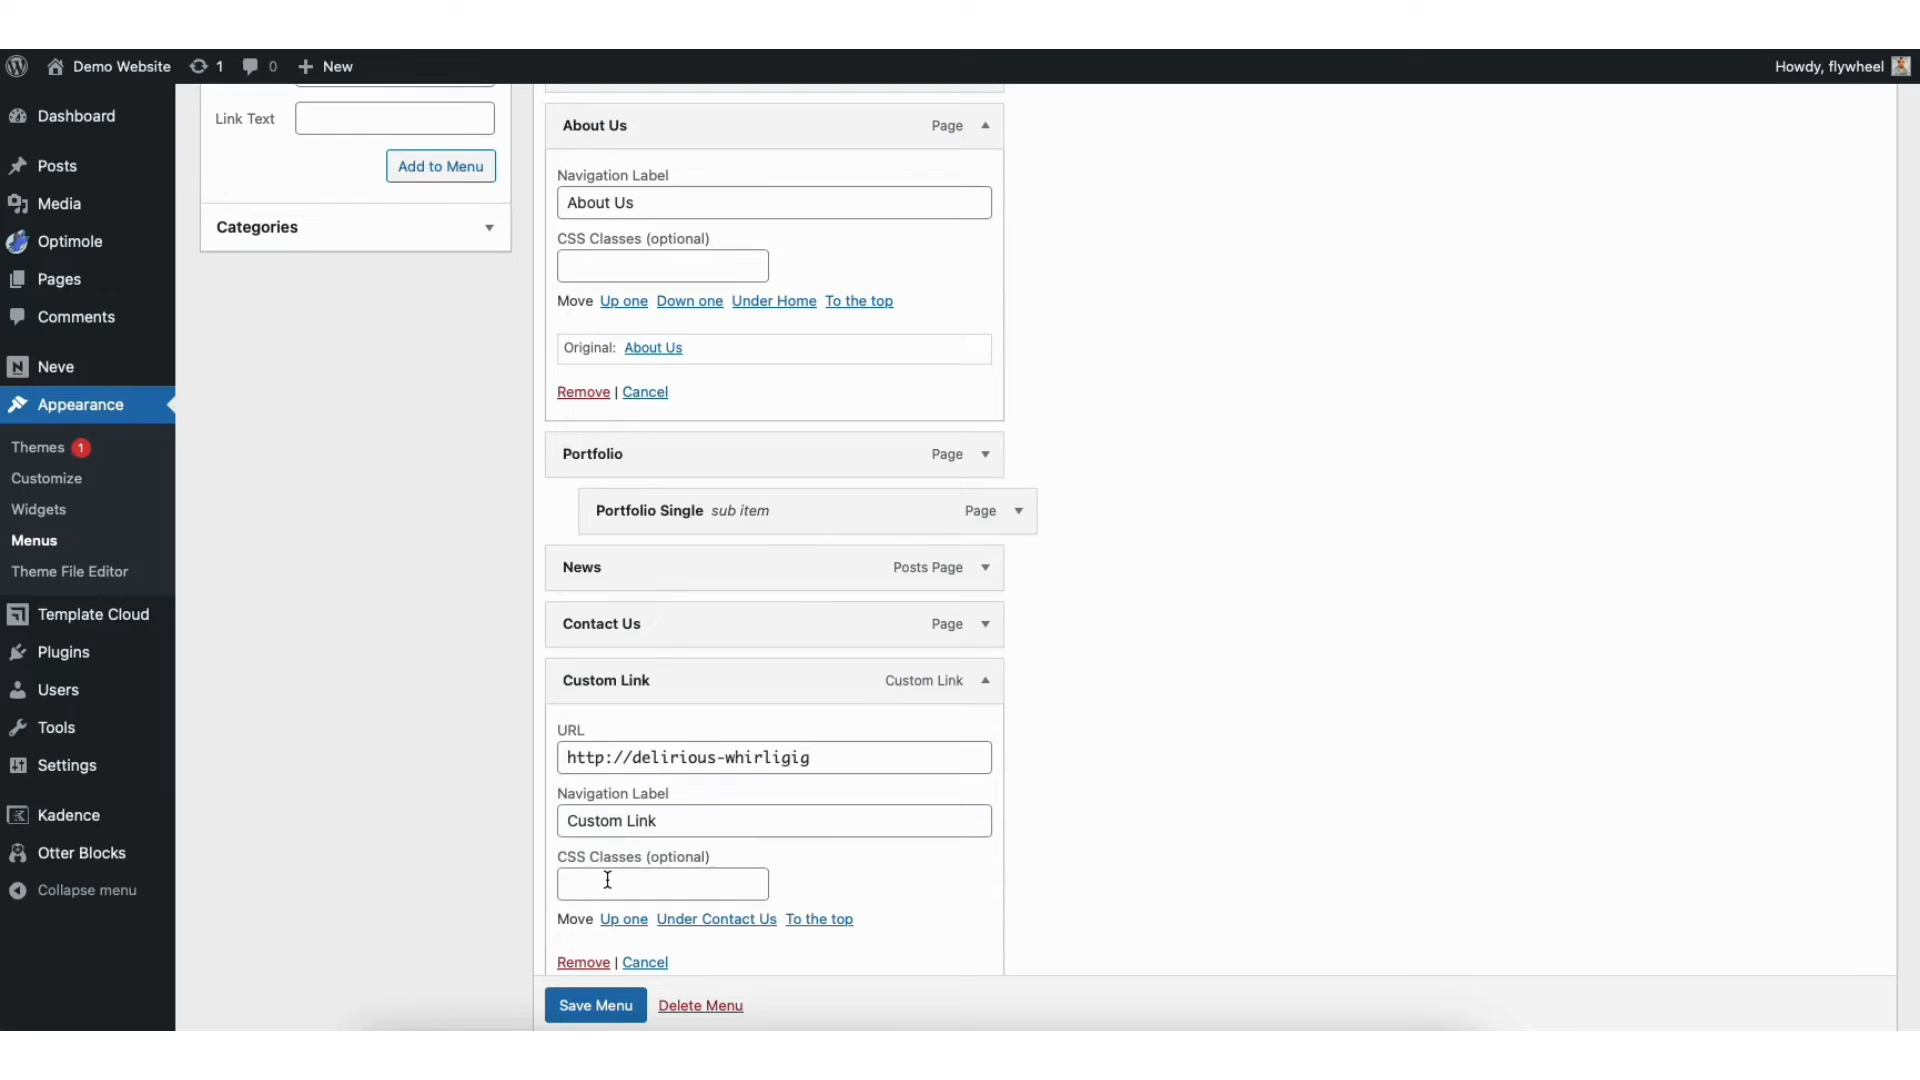 Demo Website 1 0 New Howdy, flywheel
Dashboard
Posts
Media
Optimole
Pages
Comments
Neve
Appearance
Themes 1
Customize
Widgets
Menus
Theme File Editor
Template Cloud
Plugins
Users
Tools
Settings
Kadence
Otter Blocks
Collapse menu
Link Text
Add to Menu
Categories
About Us Page
Navigation Label
About Us
CSS Classes (optional)
Move Up one Down one Under Home To the top
Original: About Us
Remove | Cancel
Portfolio Page
Portfolio Single sub item Page
News Posts Page
Contact Us Page
Custom Link Custom Link
URL
http://delirious-whirligig
Navigation Label
Custom Link
CSS Classes (optional)
Move Up one Under Contact Us To the top
Remove | Cancel
Save Menu Delete Menu